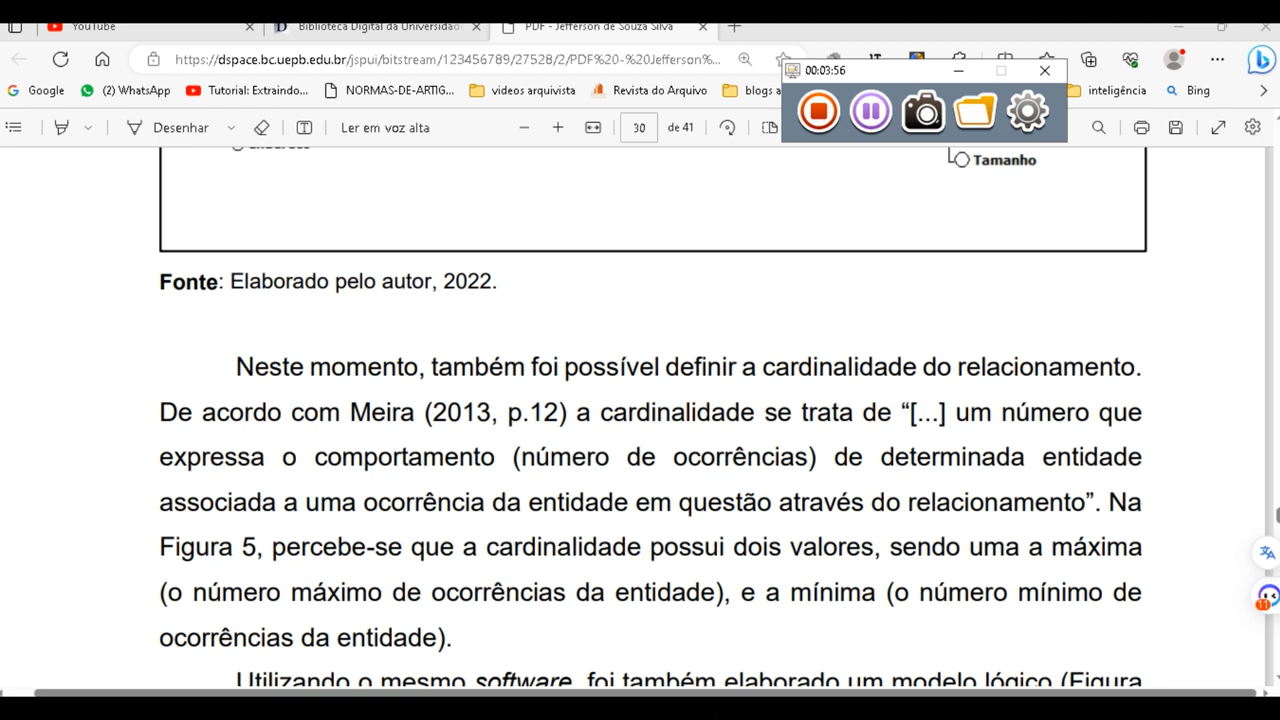 YouTube
Biblioteca Digital da Universidade
PDF - Jefferson de Souza Silva
https://dspace.bc.uepb.edu.br/jspui/bitstream/123456789/27528/2/PDF%20-%20Jefferson%...
00:03:56
Google
(2) WhatsApp
Tutorial: Extraindo...
NORMAS-DE-ARTIG...
videos arquivista
Revista do Arquivo
blogs a
inteligência
Bing
Desenhar
Ler em voz alta
30
de 41
Tamanho
Fonte: Elaborado pelo autor, 2022.
Neste momento, também foi possível definir a cardinalidade do relacionamento.
De acordo com Meira (2013, p.12) a cardinalidade se trata de “[...] um número que
expressa o comportamento (número de ocorrências) de determinada entidade
associada a uma ocorrência da entidade em questão através do relacionamento”. Na
Figura 5, percebe-se que a cardinalidade possui dois valores, sendo uma a máxima
(o número máximo de ocorrências da entidade), e a mínima (o número mínimo de
ocorrências da entidade).
Utilizando o mesmo software, foi também elaborado um modelo lógico (Figura
11